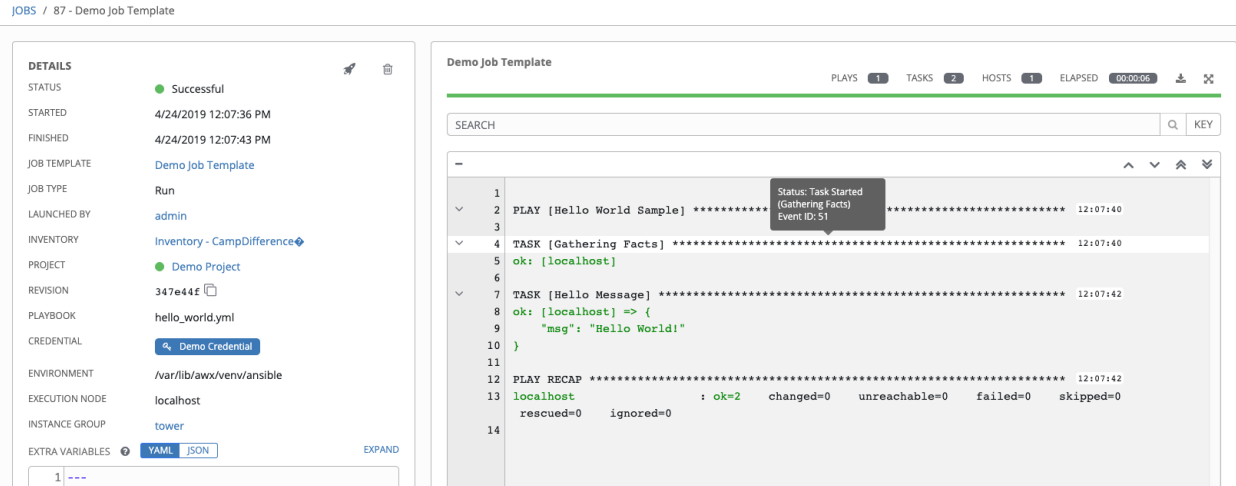 JOBS / 87 - Demo Job Template
DETAILS
STATUS Successful
STARTED 4/24/2019 12:07:36 PM
FINISHED 4/24/2019 12:07:43 PM
JOB TEMPLATE Demo Job Template
JOB TYPE Run
LAUNCHED BY admin
INVENTORY Inventory - CampDifference�
PROJECT Demo Project
REVISION 347e44f
PLAYBOOK hello_world.yml
CREDENTIAL Demo Credential
ENVIRONMENT /var/lib/awx/venv/ansible
EXECUTION NODE localhost
INSTANCE GROUP tower
EXTRA VARIABLES ? YAML JSON EXPAND
1 ---
Demo Job Template
PLAYS 1 TASKS 2 HOSTS 1 ELAPSED 00:00:06
SEARCH KEY
Status: Task Started
(Gathering Facts)
Event ID: 51
1
2 PLAY [Hello World Sample] ****************************************************** 12:07:40
3
4 TASK [Gathering Facts] ********************************************************* 12:07:40
5 ok: [localhost]
6
7 TASK [Hello Message] *********************************************************** 12:07:42
8 ok: [localhost] => {
9 "msg": "Hello World!"
10 }
11
12 PLAY RECAP ********************************************************************* 12:07:42
13 localhost : ok=2 changed=0 unreachable=0 failed=0 skipped=0
rescued=0 ignored=0
14